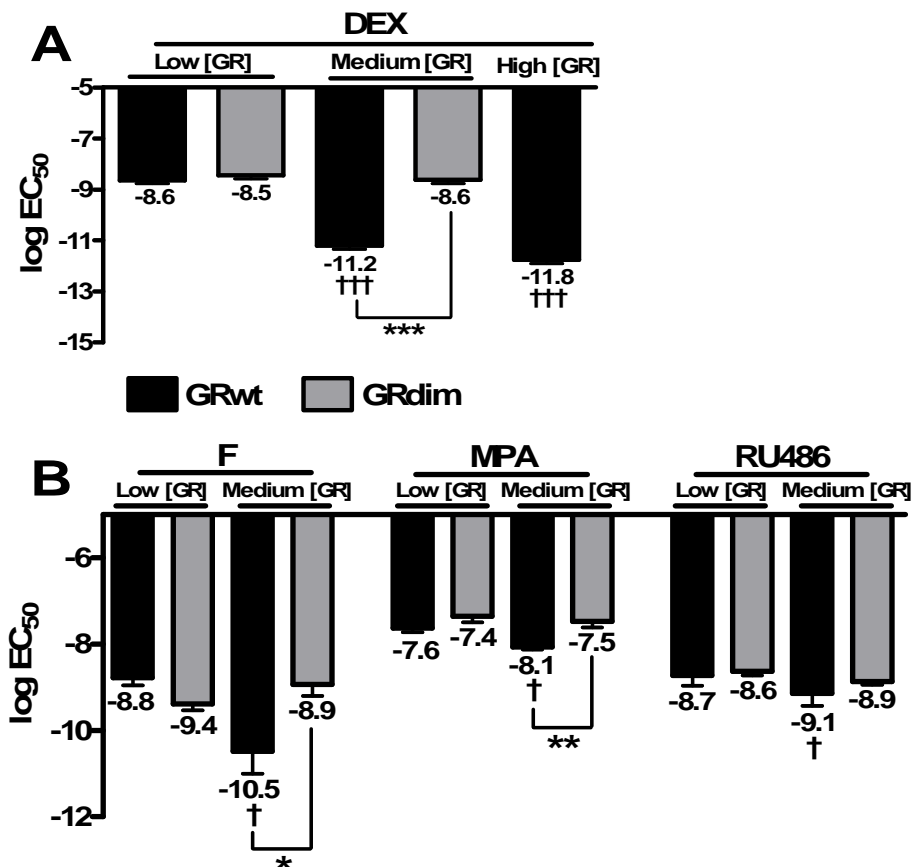 A
DEX
Low [GR] Medium [GR] High [GR]
log EC50
-5
-7
-9
-11
-13
-15
-8.6 -8.5 -11.2 -8.6 -11.8
††† †††
***
GRwt GRdim
B
F MPA RU486
Low [GR] Medium [GR] Low [GR] Medium [GR] Low [GR] Medium [GR]
log EC50
-6
-8
-10
-12
-8.8 -9.4 -10.5 -8.9 -7.6 -7.4 -8.1 -7.5 -8.7 -8.6 -9.1 -8.9
† † †
* **